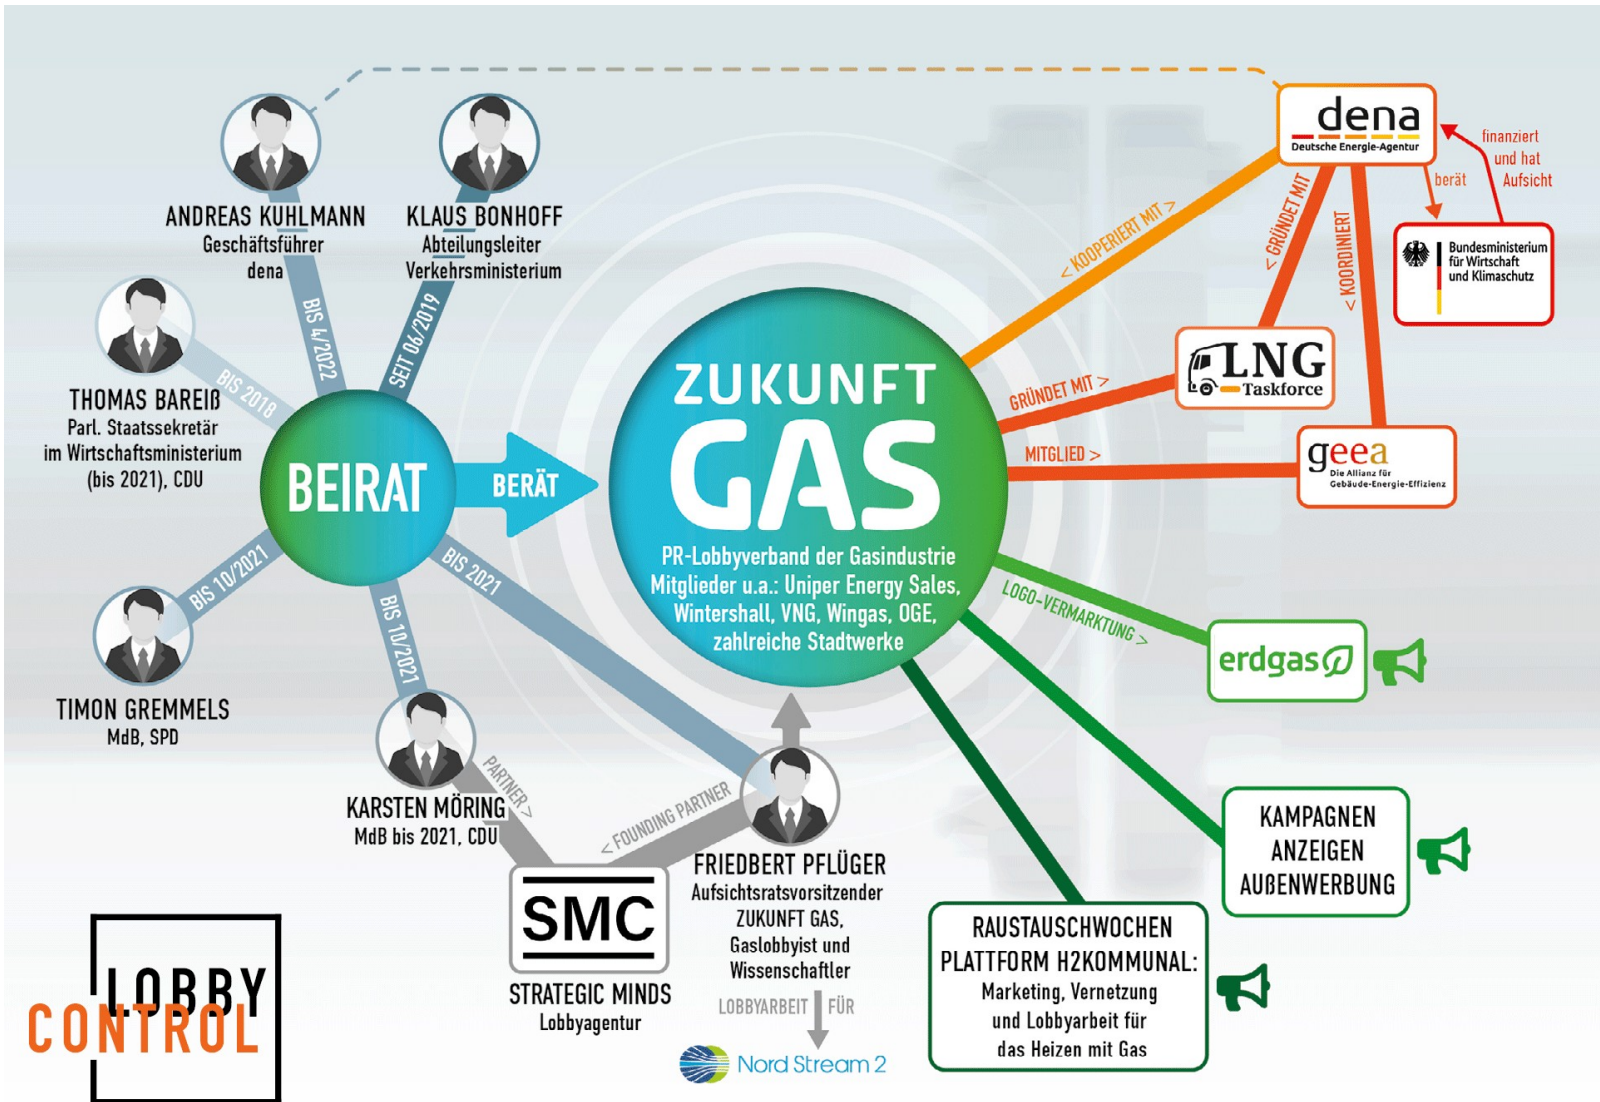 ANDREAS KUHLMANN
Geschäftsführer
dena
BIS 4/2022
KLAUS BONHOFF
Abteilungsleiter
Verkehrsministerium
SEIT 06/2019
THOMAS BAREIß
Parl. Staatssekretär
im Wirtschaftsministerium
(bis 2021), CDU
BIS 2018
BEIRAT
BERÄT
TIMON GREMMELS
MdB, SPD
BIS 10/2021
KARSTEN MÖRING
MdB bis 2021, CDU
BIS 10/2021
BIS 2021
PARTNER >
< FOUNDING PARTNER
SMC
STRATEGIC MINDS
Lobbyagentur
FRIEDBERT PFLÜGER
Aufsichtsratsvorsitzender
ZUKUNFT GAS,
Gaslobbyist und
Wissenschaftler
LOBBYARBEIT FÜR
Nord Stream 2
ZUKUNFT
GAS
PR-Lobbyverband der Gasindustrie
Mitglieder u.a.: Uniper Energy Sales,
Wintershall, VNG, Wingas, OGE,
zahlreiche Stadtwerke
< KOOPERIERT MIT >
dena
Deutsche Energie-Agentur
finanziert
und hat
Aufsicht
berät
Bundesministerium
für Wirtschaft
und Klimaschutz
< GRÜNDET MIT
< KOORDINIERT
GRÜNDET MIT >
LNG
Taskforce
MITGLIED >
geea
Die Allianz für
Gebäude-Energie-Effizienz
LOGO-VERMARKTUNG >
erdgas
KAMPAGNEN
ANZEIGEN
AUßENWERBUNG
RAUSTAUSCHWOCHEN
PLATTFORM H2KOMMUNAL:
Marketing, Vernetzung
und Lobbyarbeit für
das Heizen mit Gas
LOBBY
CONTROL